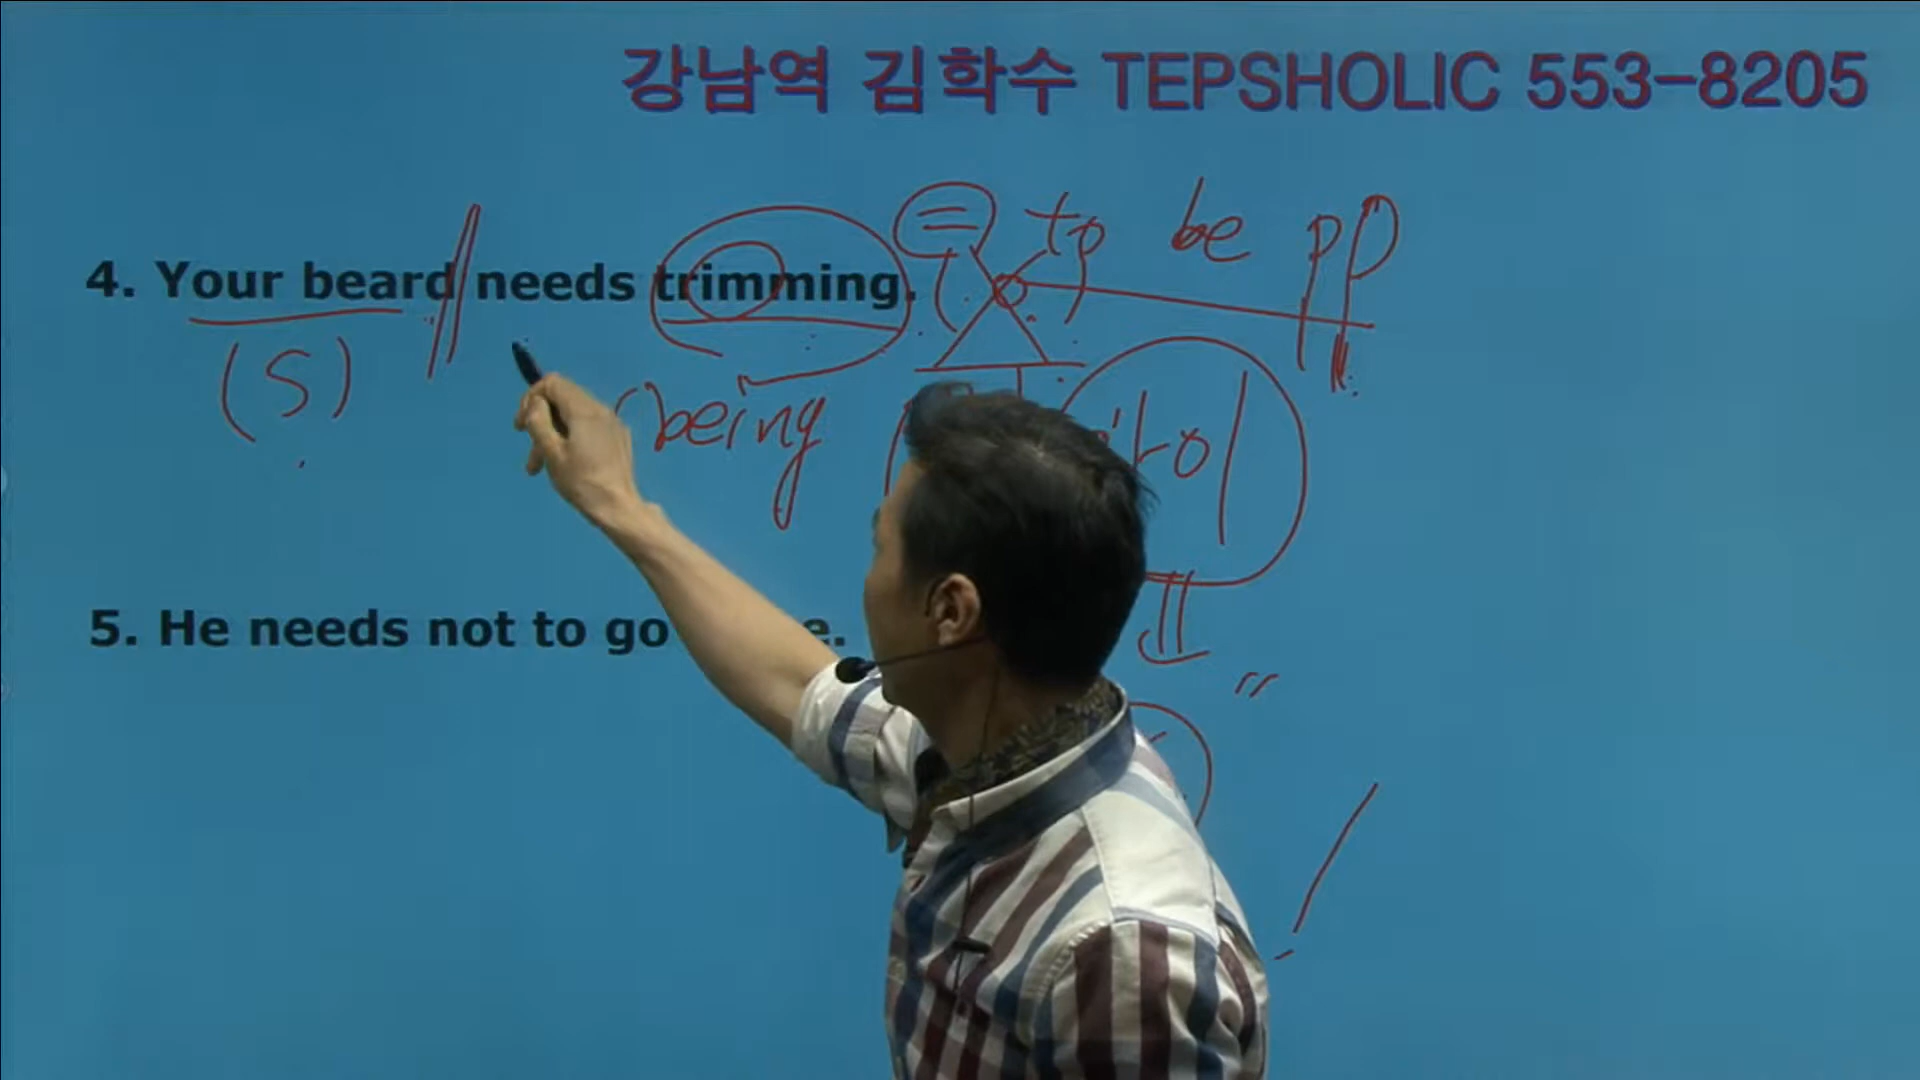 강남역 김학수 TEPSHOLIC 553-8205
= to be pp
4. Your beard needs trimming.
(S)
being
5. He needs not to go